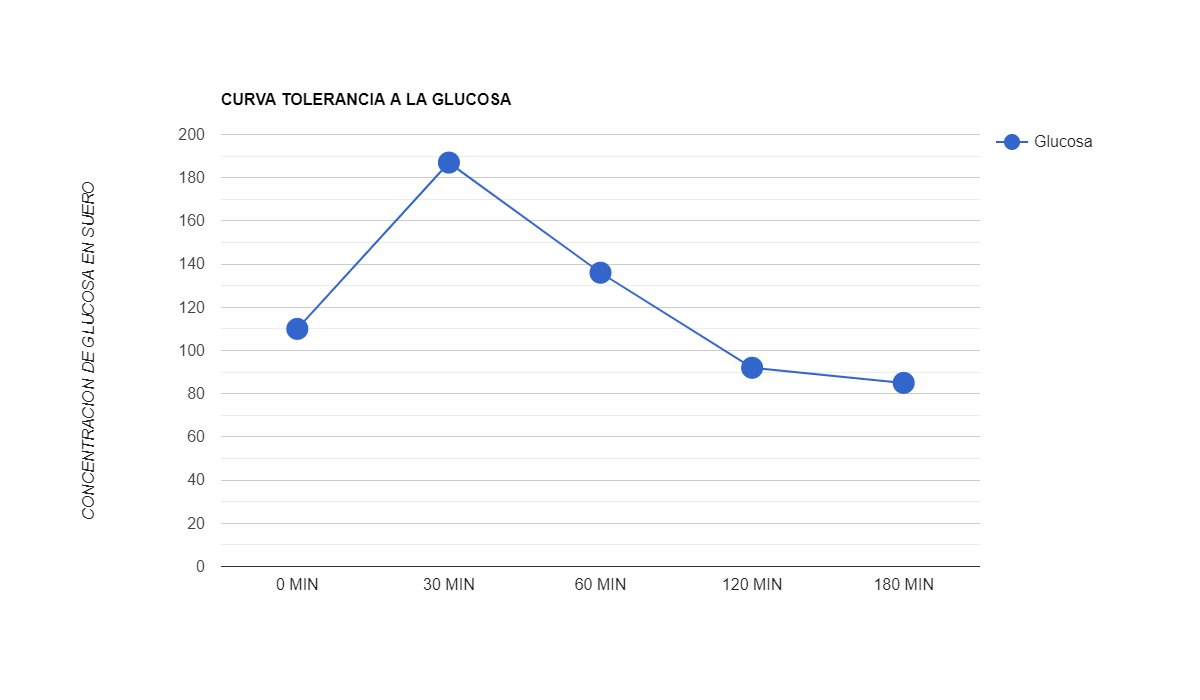 CURVA TOLERANCIA A LA GLUCOSA
Glucosa
CONCENTRACION DE GLUCOSA EN SUERO
200
180
160
140
120
100
80
60
40
20
0
0 MIN 30 MIN 60 MIN 120 MIN 180 MIN